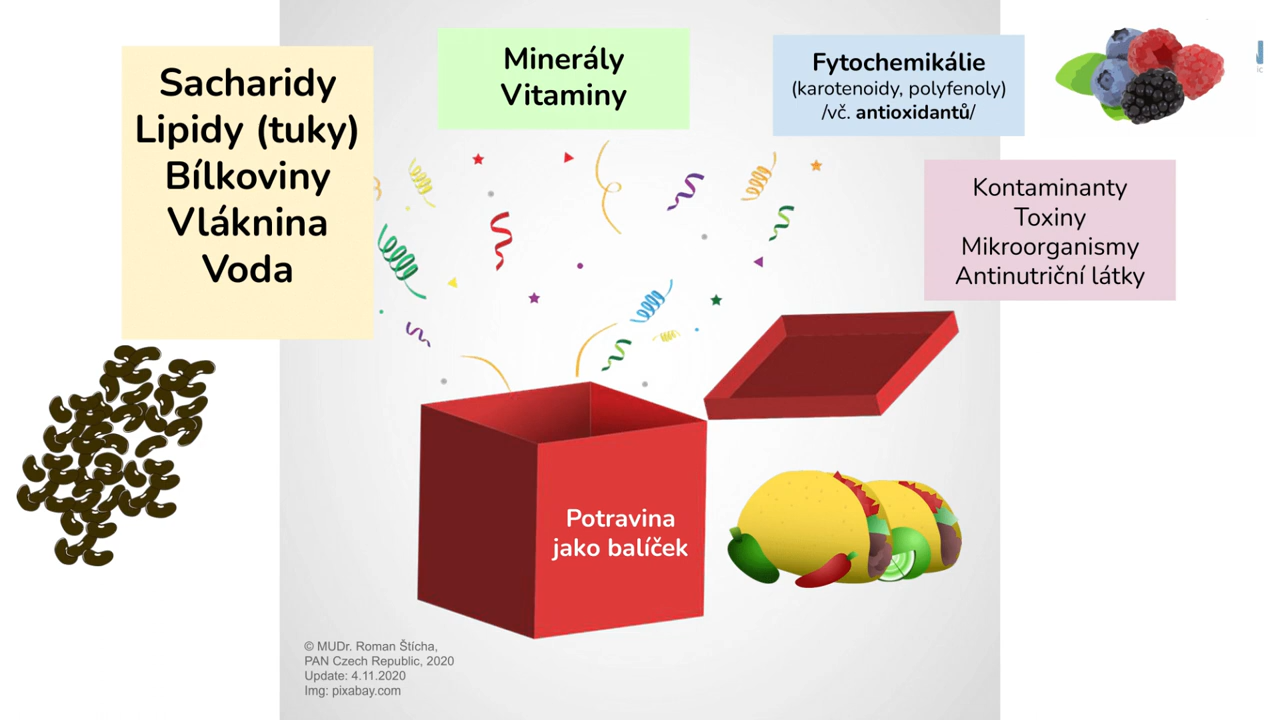 Sacharidy
Lipidy (tuky)
Bílkoviny
Vláknina
Voda
Minerály
Vitaminy
Fytochemikálie
(karotenoidy, polyfenoly)
/vč. antioxidantů/
Kontaminanty
Toxiny
Mikroorganismy
Antinutriční látky
Potravina
jako balíček
© MUDr. Roman Štícha,
PAN Czech Republic, 2020
Update: 4.11.2020
Img: pixabay.com